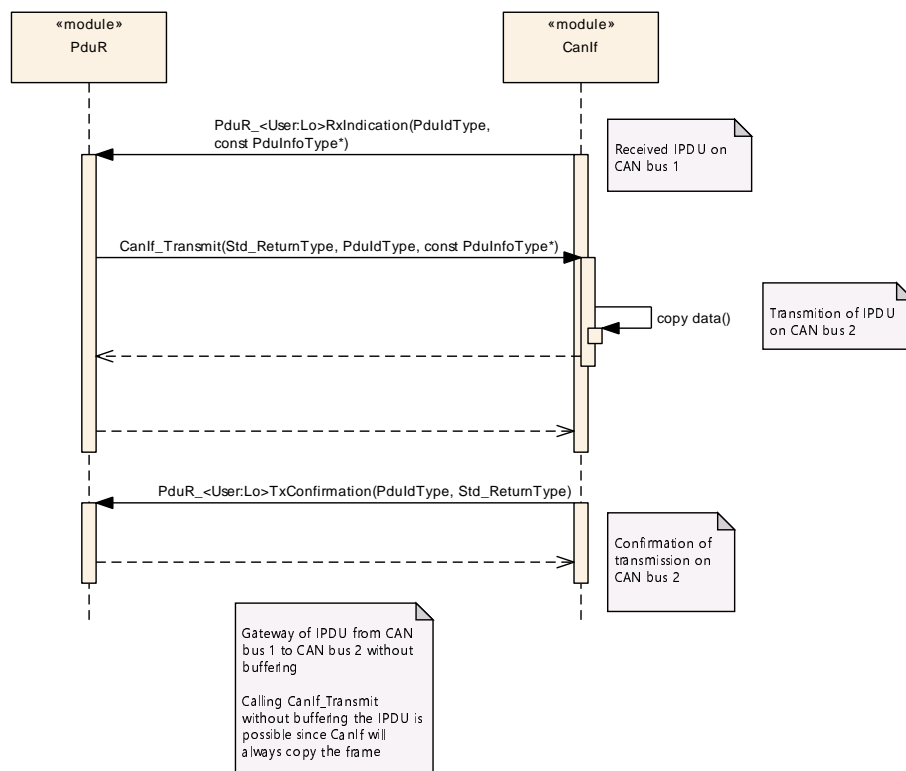 «module»
PduR
«module»
CanIf
PduR_<User:Lo>RxIndication(PduIdType,
const PduInfoType*)
Received IPDU on
CAN bus 1
CanIf_Transmit(Std_ReturnType, PduIdType, const PduInfoType*)
copy data()
Transmition of IPDU
on CAN bus 2
PduR_<User:Lo>TxConfirmation(PduIdType, Std_ReturnType)
Confirmation of
transmission on
CAN bus 2
Gateway of IPDU from CAN
bus 1 to CAN bus 2 without
buffering
Calling CanIf_Transmit
without buffering the IPDU is
possible since CanIf will
always copy the frame